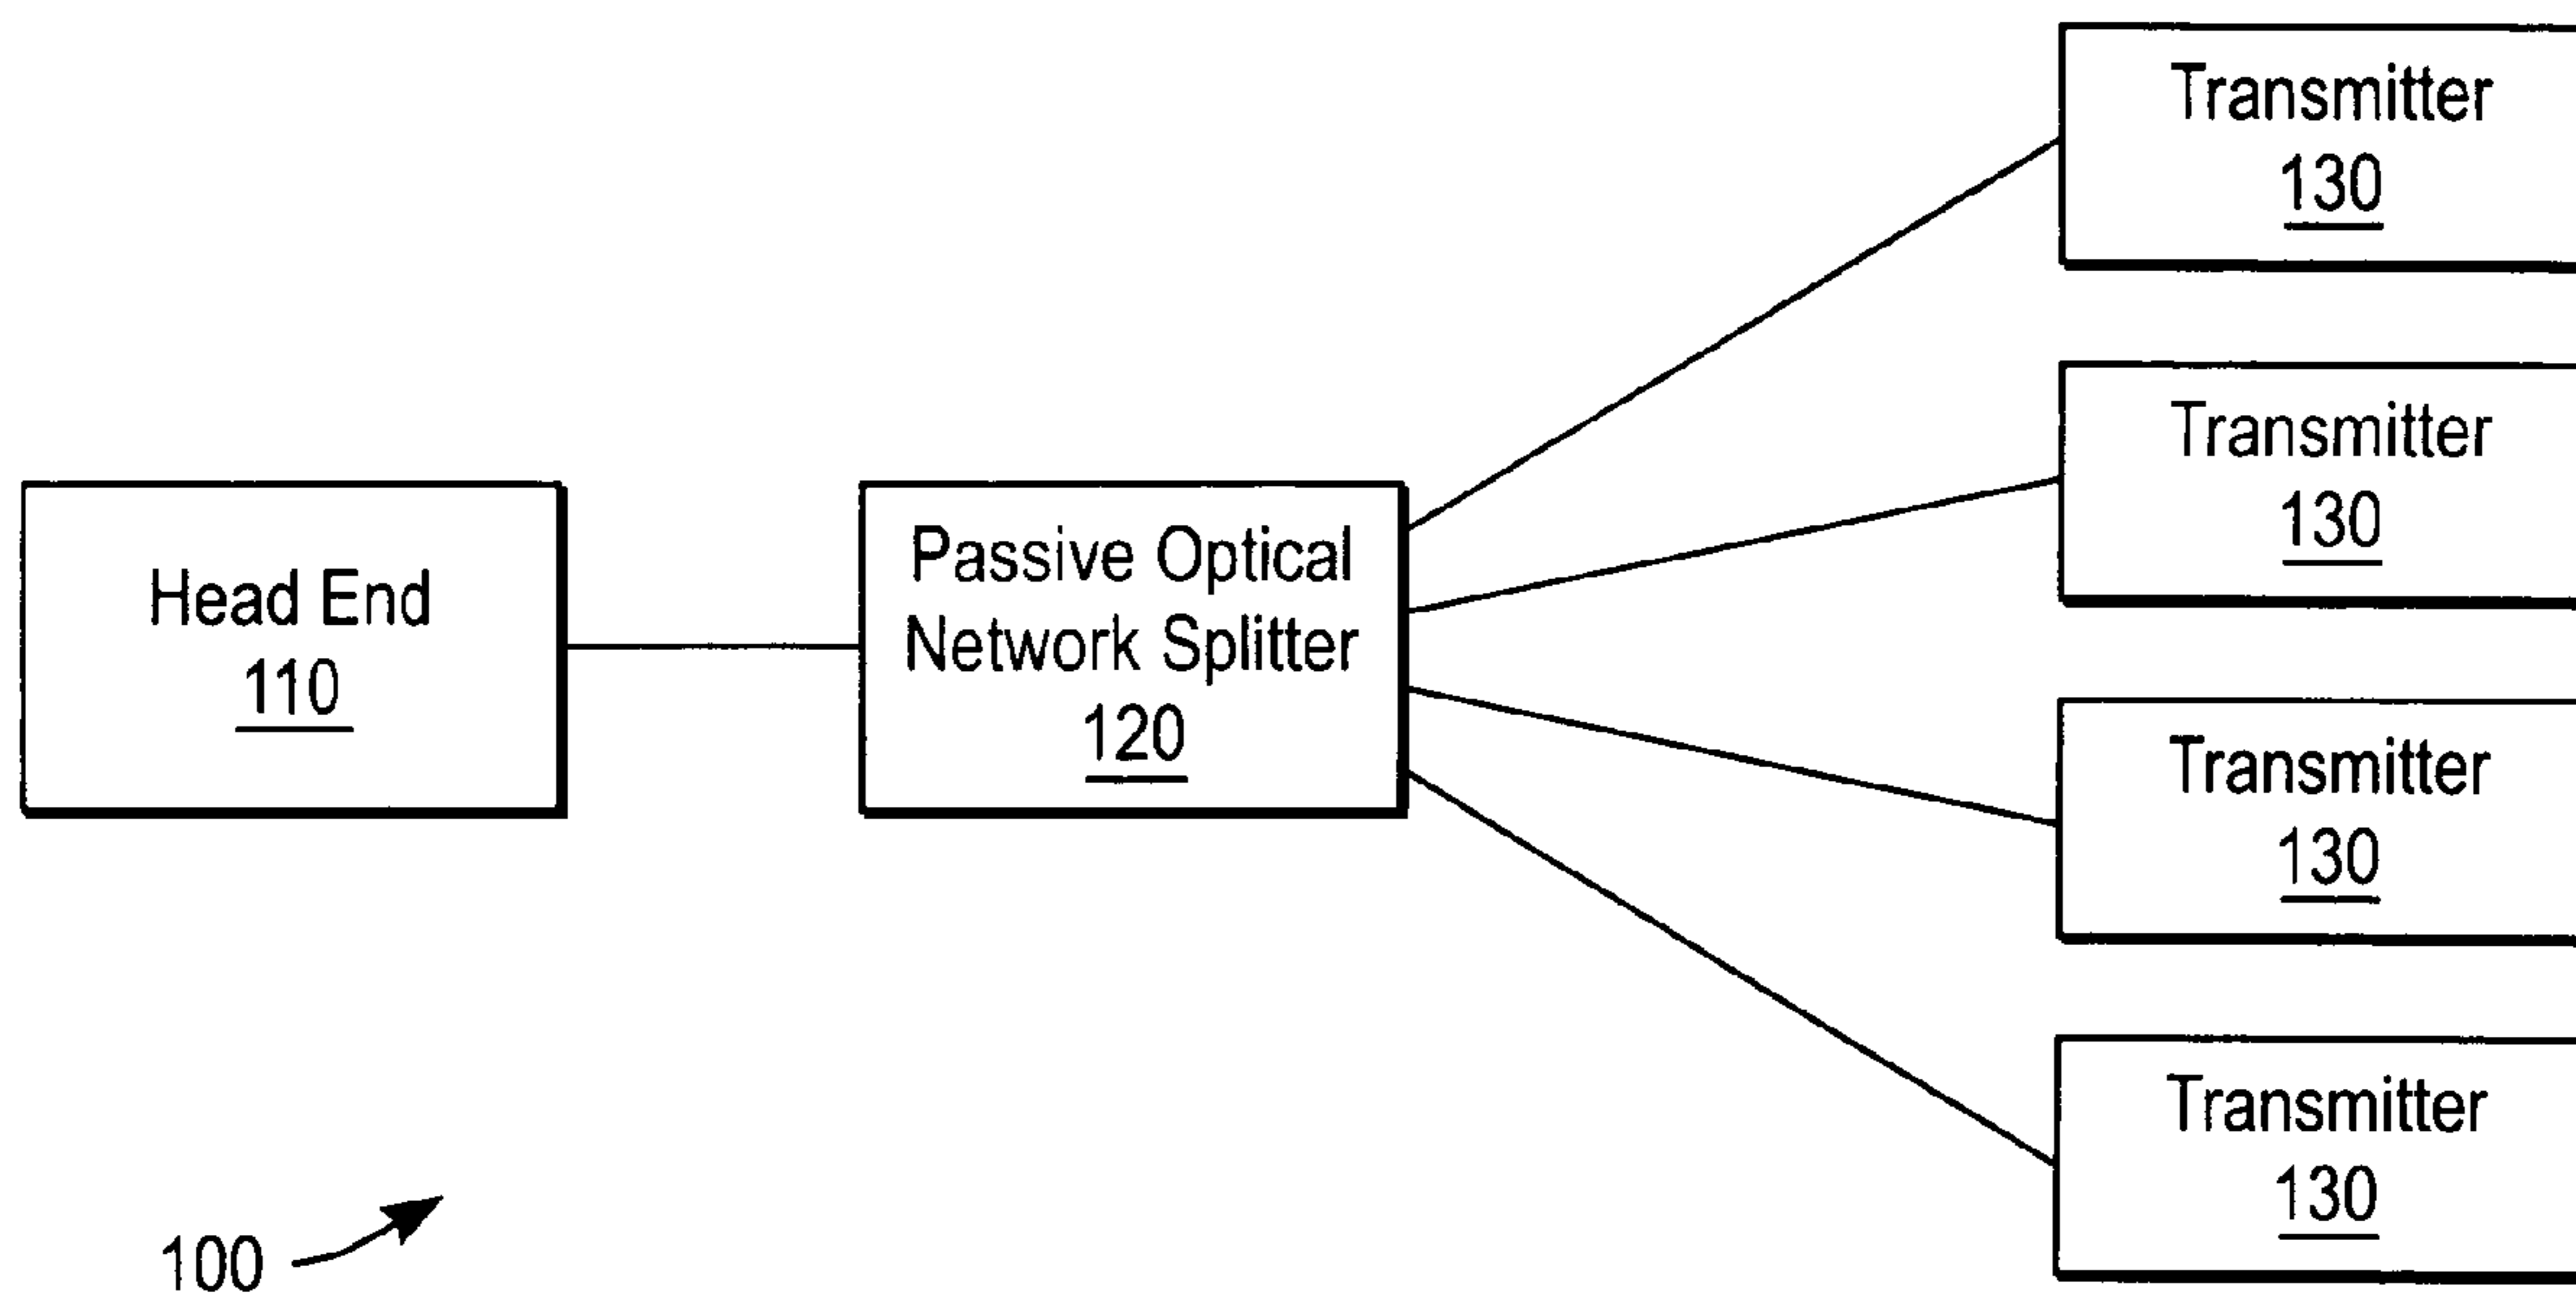 Transmitter
130
Transmitter
130
Head End
110
Passive Optical
Network Splitter
120
Transmitter
130
Transmitter
130
100